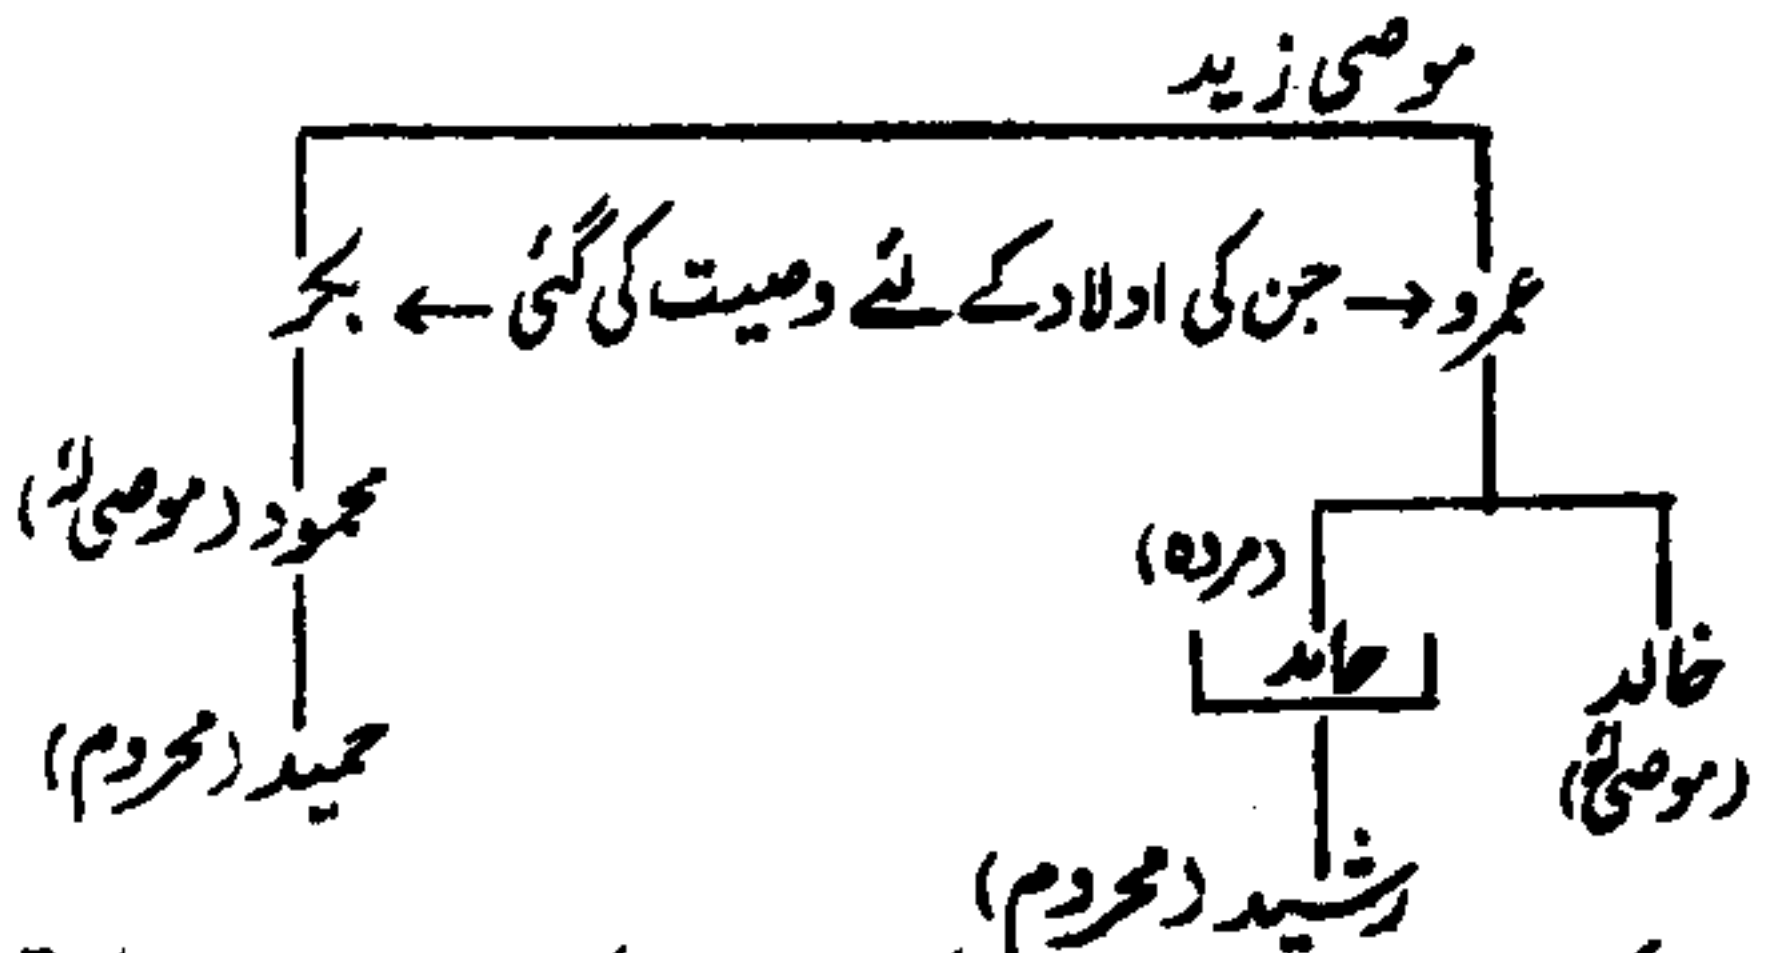 موصی زید
عمرو → جن کی اولاد کے لئے وصیت کی گئی ← بکر
محمود (موصیٰ لہٗ)
(مردہ)
حامد
خالد
(موصیٰ لہٗ)
حمید (محروم)
رشید (محروم)